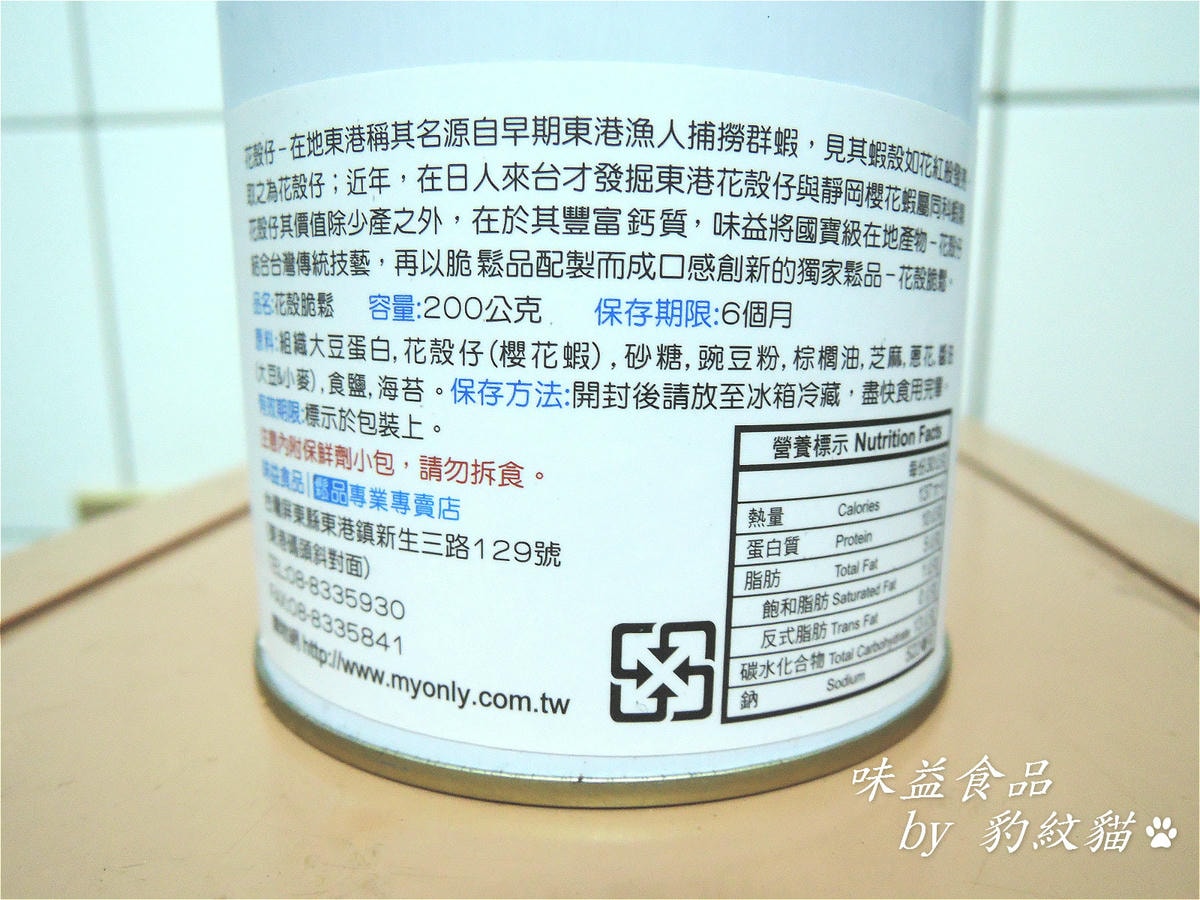 花殼仔-在地東港稱其名源自早期東港漁人捕撈群蝦，見其蝦殼如花紅般發亮，
取之為花殼仔；近年，在日人來台才發掘東港花殼仔與靜岡櫻花蝦屬同科蝦種
花殼仔其價值除少產之外，在於其豐富鈣質，味益將國寶級在地產物-花殼仔
結合台灣傳統技藝，再以脆鬆品配製而成口感創新的獨家鬆品-花殼脆鬆。
品名:花殼脆鬆 容量:200公克 保存期限:6個月
原料:組織大豆蛋白,花殼仔(櫻花蝦),砂糖,豌豆粉,棕櫚油,芝麻,蔥花,醬油
(大豆&小麥),食鹽,海苔。保存方法:開封後請放至冰箱冷藏，盡快食用完畢。
有效期限:標示於包裝上。
注意內附保鮮劑小包，請勿拆食。
味益食品|鬆品專業專賣店
台灣屏東縣東港鎮新生三路129號
(東港碼頭斜對面)
TEL:08-8335930
FAX:08-8335841
http://www.myonly.com.tw
營養標示 Nutrition Facts
熱量 Calories
蛋白質 Protein
脂肪 Total Fat
飽和脂肪 Saturated Fat
反式脂肪 Trans Fat
碳水化合物 Total Carbohydrate
鈉 Sodium
味益食品
by 豹紋貓